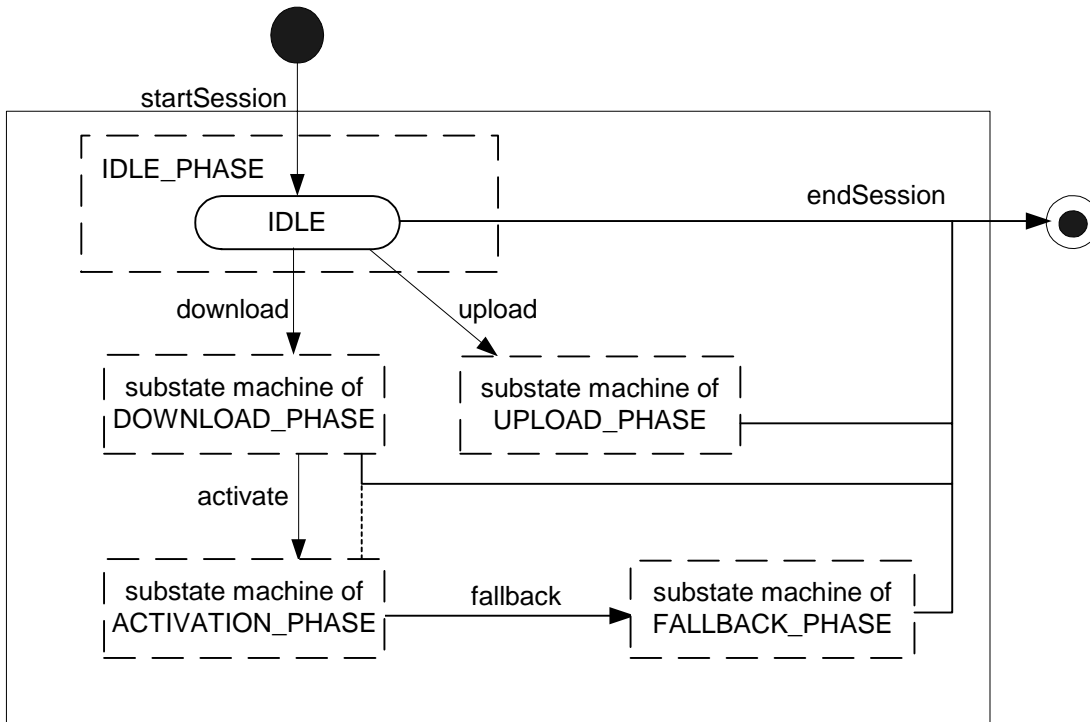 startSession
IDLE_PHASE
IDLE
endSession
download
upload
substate machine of
DOWNLOAD_PHASE
substate machine of
UPLOAD_PHASE
activate
substate machine of
ACTIVATION_PHASE
fallback
substate machine of
FALLBACK_PHASE